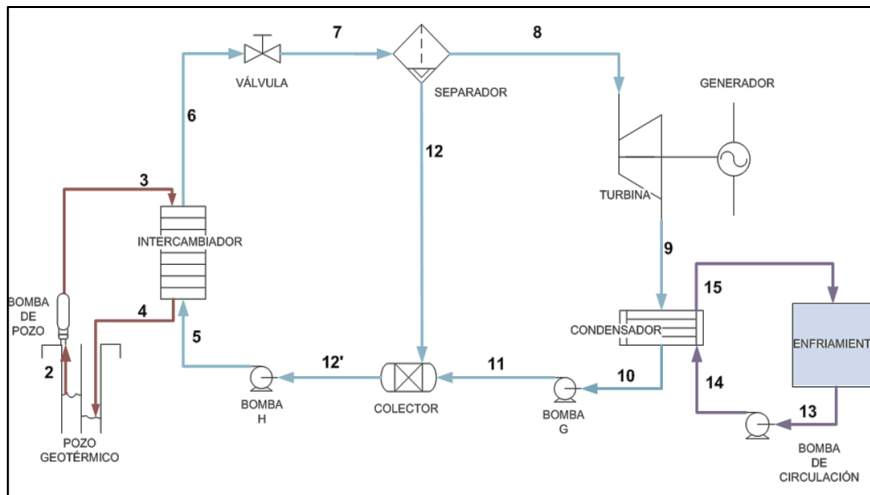 7
8
VÁLVULA
SEPARADOR
GENERADOR
6
12
3
TURBINA
INTERCAMBIADOR
9
15
BOMBA
DE
POZO
4
5
CONDENSADOR
ENFRIAMIENT
2
12'
11
10
14
13
COLECTOR
BOMBA
H
BOMBA
G
POZO
GEOTÉRMICO
BOMBA
DE
CIRCULACIÓN